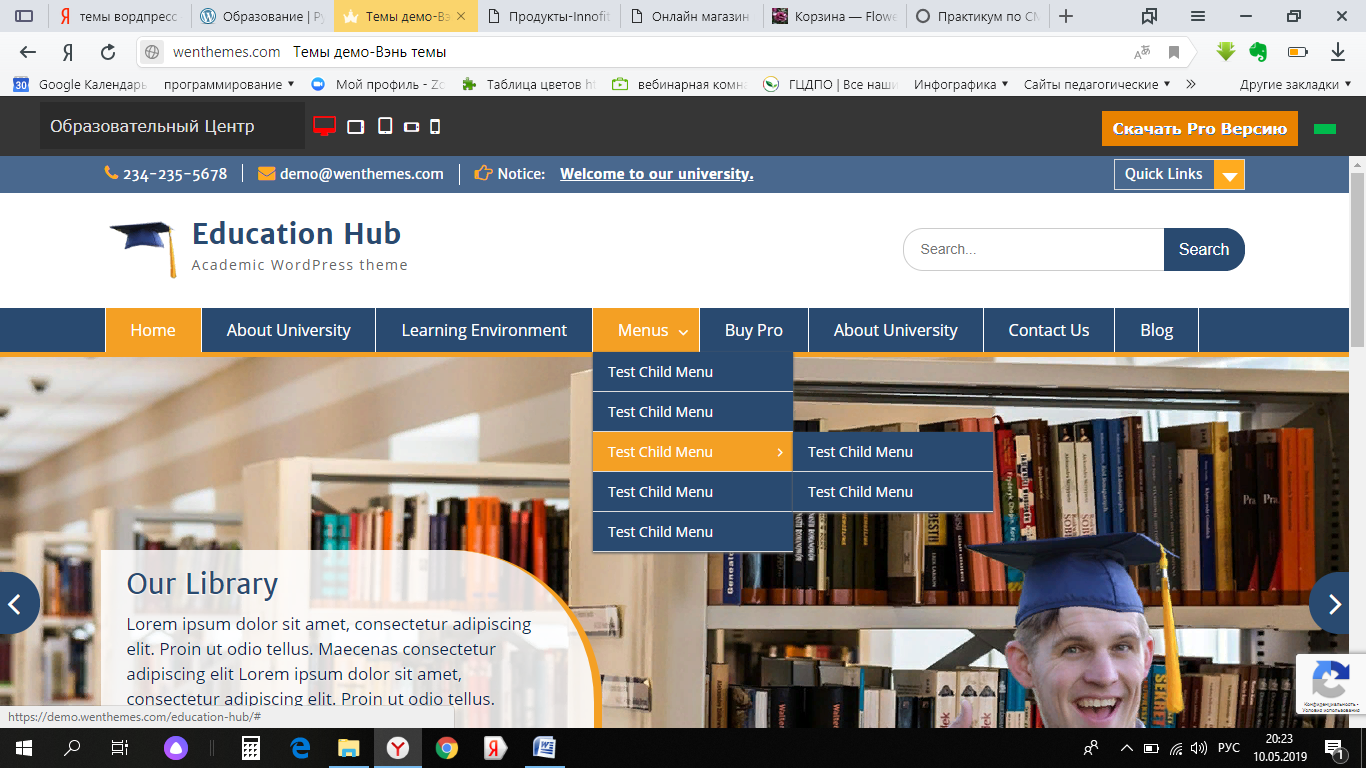 темы вордпресс
Образование | Ру
Темы демо-Вэ
Продукты-Innofit
Онлайн магазин
Корзина — Flowe
Практикум по CM
wenthemes.com Темы демо-Вэнь темы
30 Google Календарь
программирование
Мой профиль - Zo
Таблица цветов ht
вебинарная комна
ГЦДПО | Все наши
Инфографика
Сайты педагогические
»
Другие закладки
Образовательный Центр
Скачать Pro Версию
234-235-5678
demo@wenthemes.com
Notice: Welcome to our university.
Quick Links
Education Hub
Academic WordPress theme
Search...
Search
Home
About University
Learning Environment
Menus
Buy Pro
About University
Contact Us
Blog
Test Child Menu
Test Child Menu
Test Child Menu
Test Child Menu
Test Child Menu
Test Child Menu
Test Child Menu
Our Library
Lorem ipsum dolor sit amet, consectetur adipiscing
elit. Proin ut odio tellus. Maecenas consectetur
adipiscing elit Lorem ipsum dolor sit amet,
consectetur adipiscing elit. Proin ut odio tellus.
Конфиденциальность -
Условия использования
https://demo.wenthemes.com/education-hub/#
РУС
20:23
10.05.2019
1